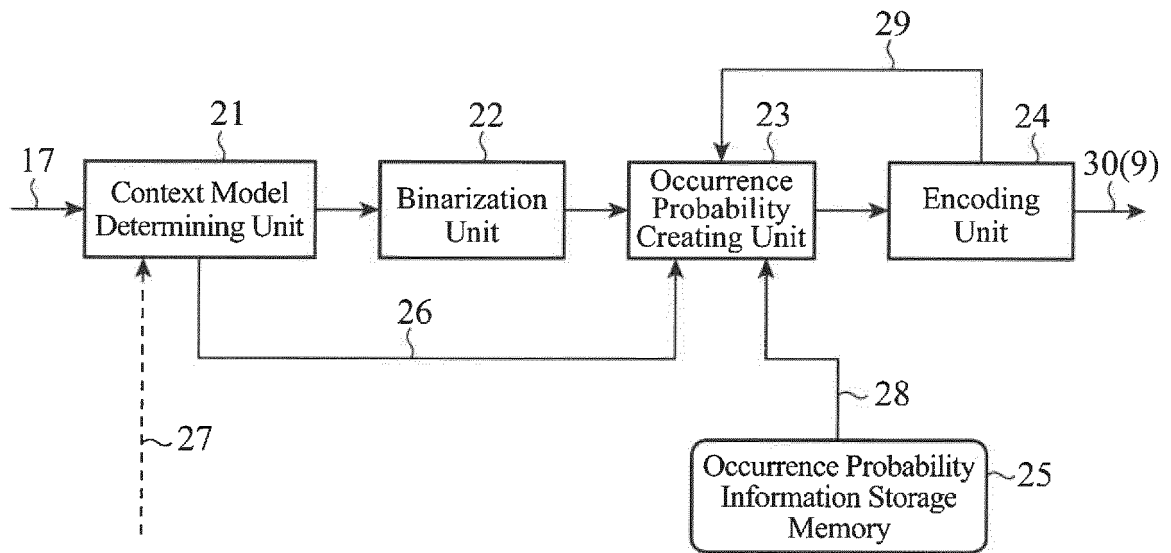 29
21
22
23
24
17
30(9)
Context Model
Determining Unit
Binarization
Unit
Occurrence
Probability
Creating Unit
Encoding
Unit
26
27
28
Occurrence Probability
Information Storage
Memory
25